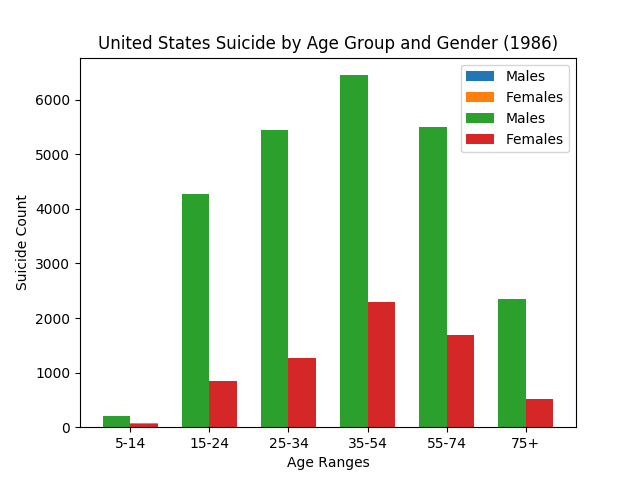 United States Suicide by Age Group and Gender (1986)
Males
Females
Males
Females
6000
5000
4000
3000
2000
1000
0
Suicide Count
5-14 15-24 25-34 35-54 55-74 75+
Age Ranges